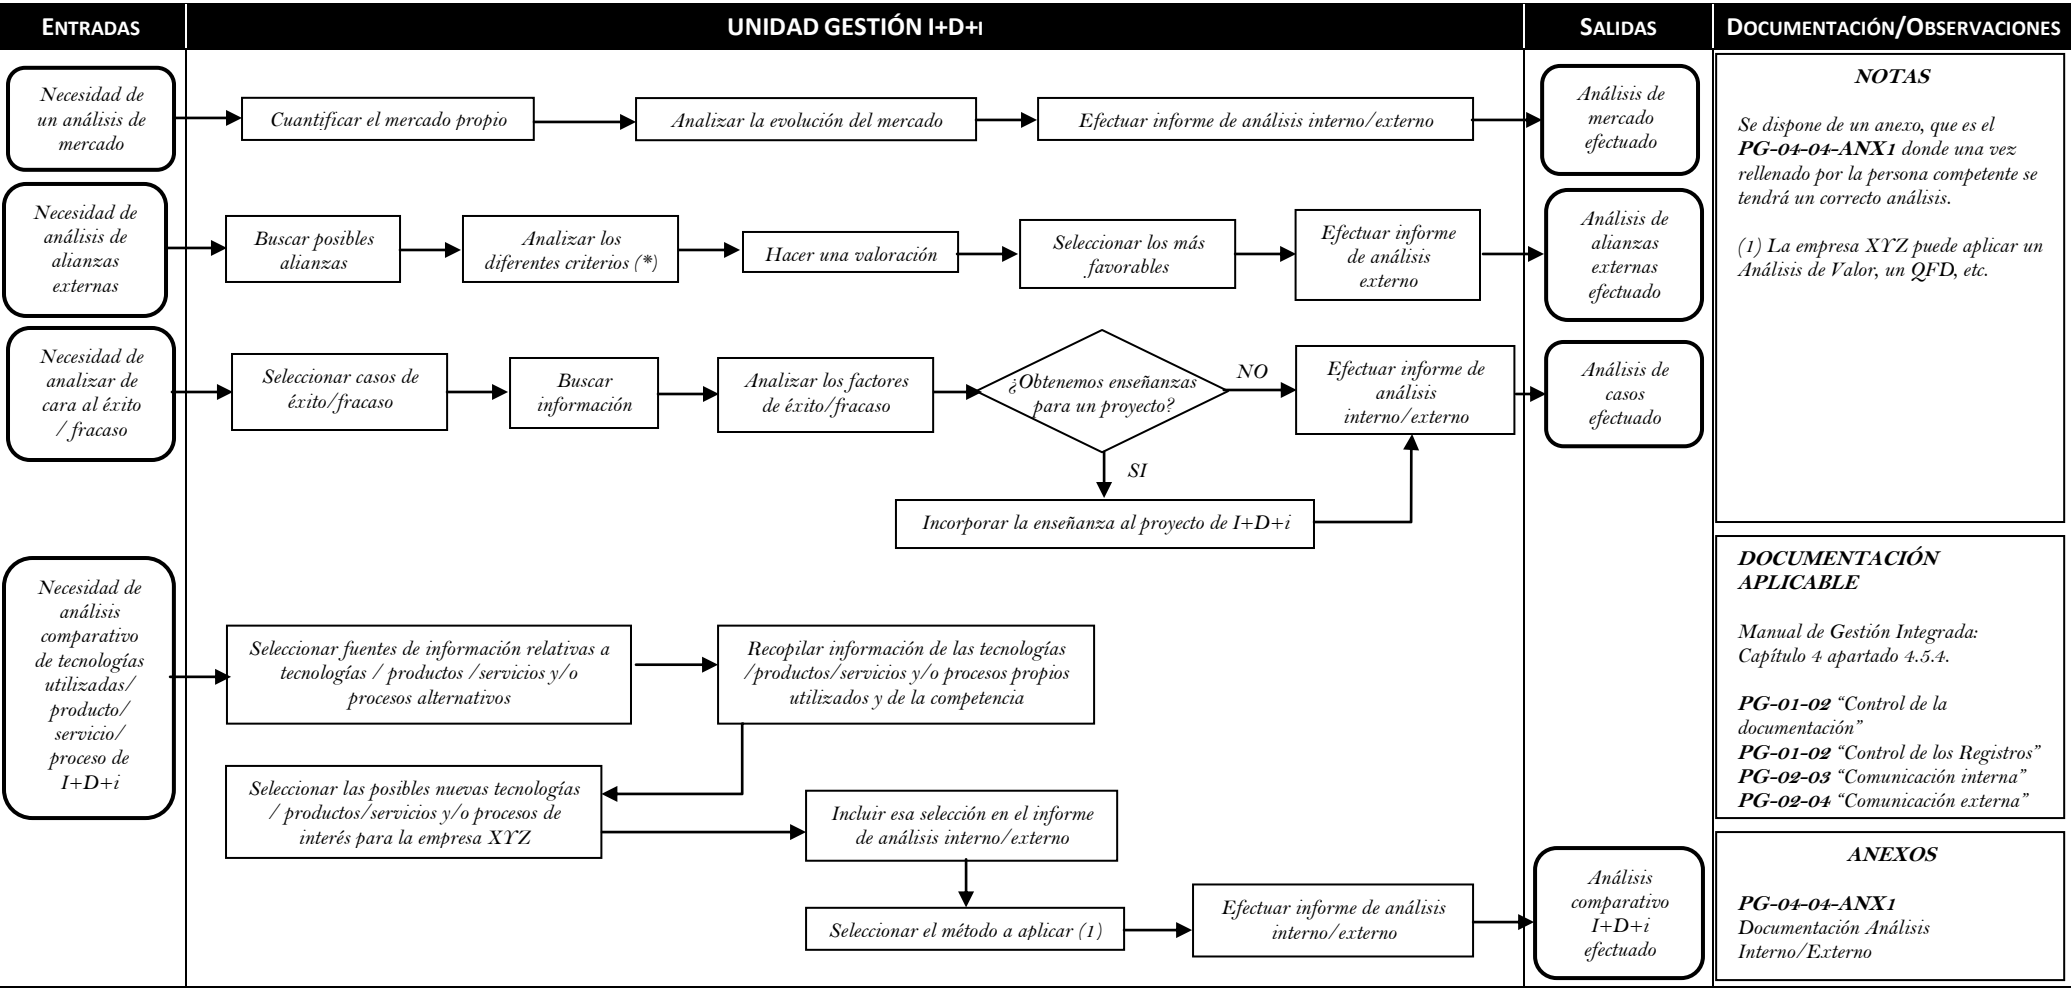 ENTRADAS
UNIDAD GESTIÓN I+D+I
SALIDAS
DOCUMENTACIÓN/OBSERVACIONES
Necesidad de
un análisis de
mercado
Cuantificar el mercado propio
Analizar la evolución del mercado
Efectuar informe de análisis interno/externo
Análisis de
mercado
efectuado
Necesidad de
análisis de
alianzas
externas
Buscar posibles
alianzas
Analizar los
diferentes criterios (*)
Hacer una valoración
Seleccionar los más
favorables
Efectuar informe
de análisis
externo
Análisis de
alianzas
externas
efectuado
Necesidad de
analizar de
cara al éxito
/ fracaso
Seleccionar casos de
éxito/fracaso
Buscar
información
Analizar los factores
de éxito/fracaso
¿Obtenemos enseñanzas
para un proyecto?
NO
SI
Efectuar informe de
análisis
interno/externo
Análisis de
casos
efectuado
Incorporar la enseñanza al proyecto de I+D+i
Necesidad de
análisis
comparativo
de tecnologías
utilizadas/
producto/
servicio/
proceso de
I+D+i
Seleccionar fuentes de información relativas a
tecnologías / productos /servicios y/o
procesos alternativos
Recopilar información de las tecnologías
/productos/servicios y/o procesos propios
utilizados y de la competencia
Seleccionar las posibles nuevas tecnologías
/ productos/servicios y/o procesos de
interés para la empresa XYZ
Incluir esa selección en el informe
de análisis interno/externo
Seleccionar el método a aplicar (1)
Efectuar informe de análisis
interno/externo
Análisis
comparativo
I+D+i
efectuado
NOTAS
Se dispone de un anexo, que es el
PG-04-04-ANX1 donde una vez
rellenado por la persona competente se
tendrá un correcto análisis.
(1) La empresa XYZ puede aplicar un
Análisis de Valor, un QFD, etc.
DOCUMENTACIÓN
APLICABLE
Manual de Gestión Integrada:
Capítulo 4 apartado 4.5.4.
PG-01-02 “Control de la
documentación”
PG-01-02 “Control de los Registros”
PG-02-03 “Comunicación interna”
PG-02-04 “Comunicación externa”
ANEXOS
PG-04-04-ANX1
Documentación Análisis
Interno/Externo